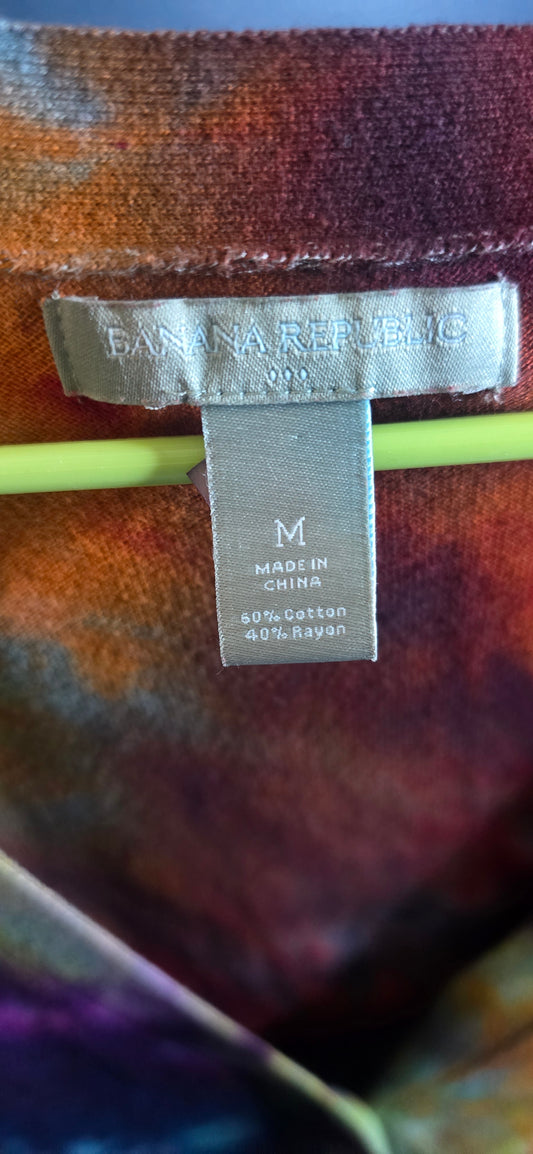 BANANA REPUBLIC
M
MADE IN
CHINA
60% Cotton
40% Rayon